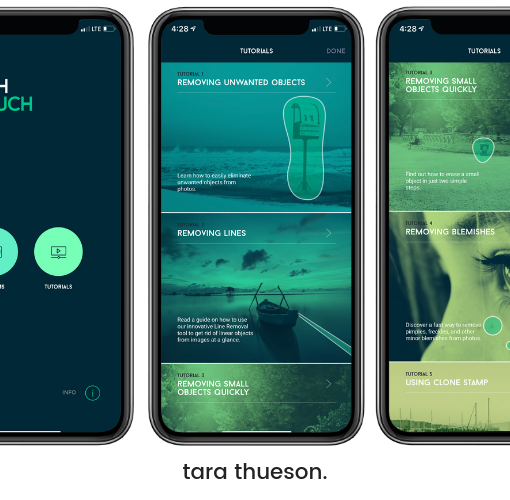 LTE
H
UCH
TUTORIALS
INFO
4:28
LTE
TUTORIALS
DONE
TUTORIAL 1
REMOVING UNWANTED OBJECTS
Learn how to easily eliminate
unwanted objects from
photos.
REMOVING LINES
Read a guide on how to use
our Innovative Line Removal
tool to get rid of linear objects
from images at a glance.
TUTORIAL 3
REMOVING SMALL
OBJECTS QUICKLY
4:28
TUTORIALS
TUTORIAL 3
REMOVING SMALL
OBJECTS QUICKLY
Find out how to erase a small
object in just two simple
steps.
TUTORIAL 4
REMOVING BLEMISHES
Discover a fast way to remove
pimples, freckles, and other
minor blemishes from photos.
TUTORIAL 5
USING CLONE STAMP
tara thueson.